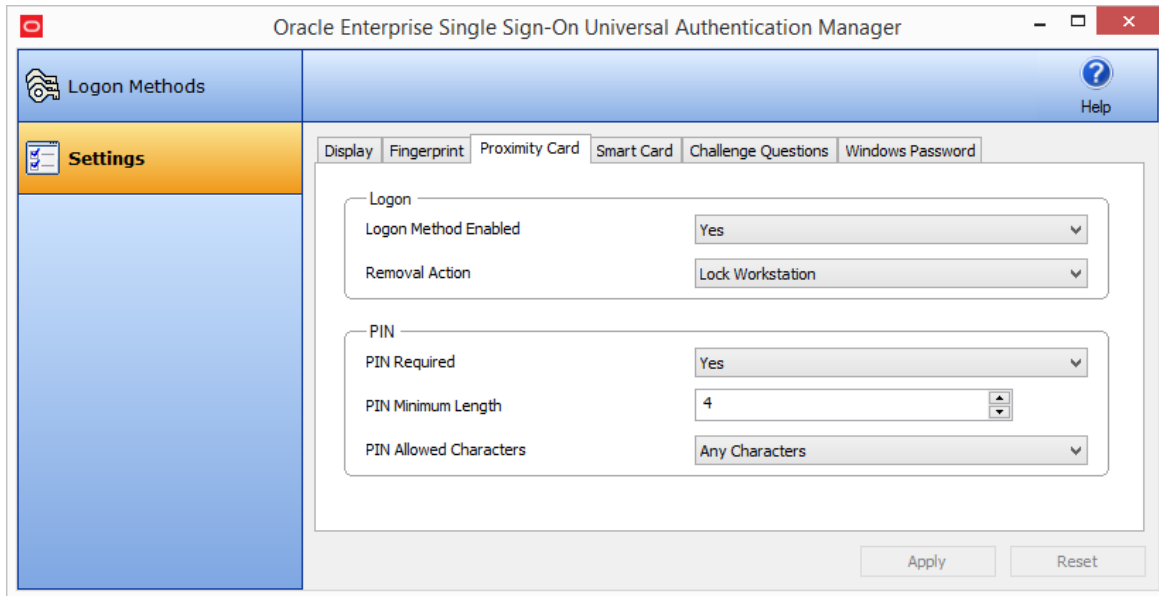 Oracle Enterprise Single Sign-On Universal Authentication Manager
Logon Methods
Help
Settings
Display Fingerprint Proximity Card Smart Card Challenge Questions Windows Password
Logon
Logon Method Enabled Yes
Removal Action Lock Workstation
PIN
PIN Required Yes
PIN Minimum Length 4
PIN Allowed Characters Any Characters
Apply Reset